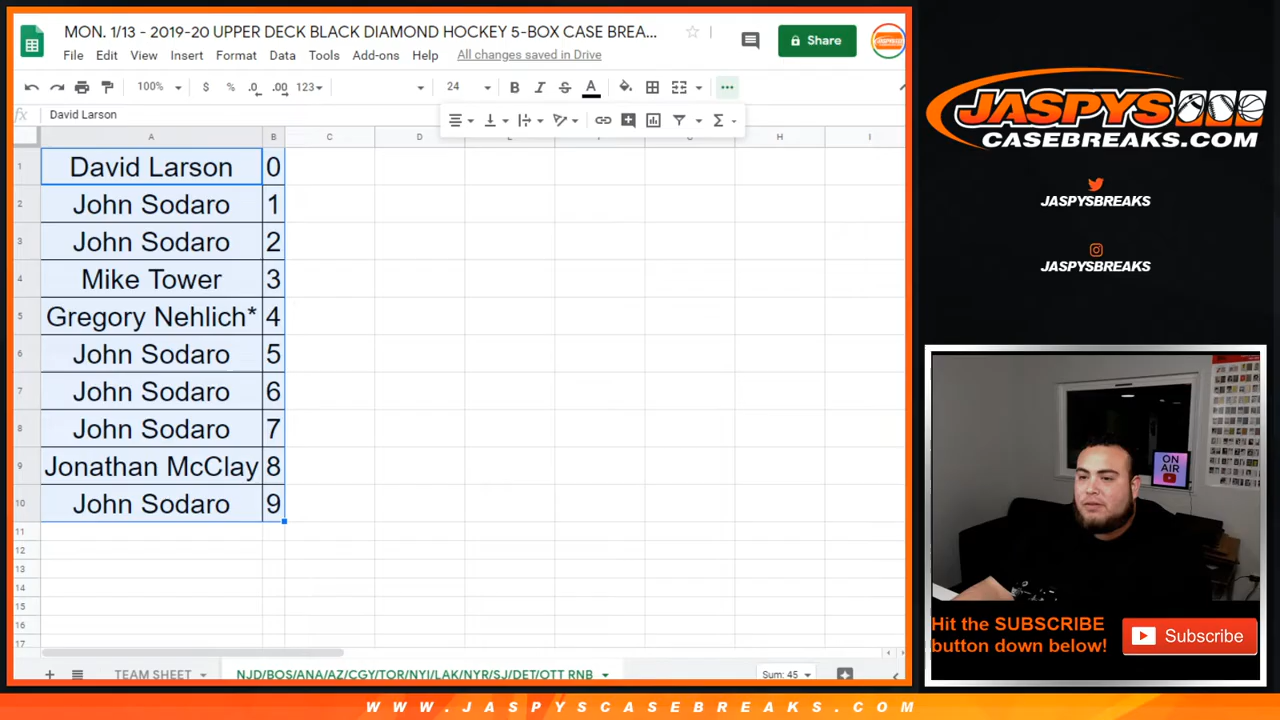 MON. 1/13 - 2019-20 UPPER DECK BLACK DIAMOND HOCKEY 5-BOX CASE BREA...
File Edit View Insert Format Data Tools Add-ons Help All changes saved in Drive
Share
100% $ % .0 .00 123 24 B I S A
fx David Larson
A B C D H I
1 David Larson 0
2 John Sodaro 1
3 John Sodaro 2
4 Mike Tower 3
5 Gregory Nehlich* 4
6 John Sodaro 5
7 John Sodaro 6
8 John Sodaro 7
9 Jonathan McClay 8
10 John Sodaro 9
11
12
13
14
15
16
17
TEAM SHEET NJD/BOS/ANA/AZ/CGY/TOR/NYI/LAK/NYR/SJ/DET/OTT RNB Sum: 45
JASPYS
CASEBREAKS.COM
JASPYSBREAKS
JASPYSBREAKS
ON
AIR
Hit the SUBSCRIBE
button down below!
Subscribe
WWW.JASPYSCASEBREAKS.COM